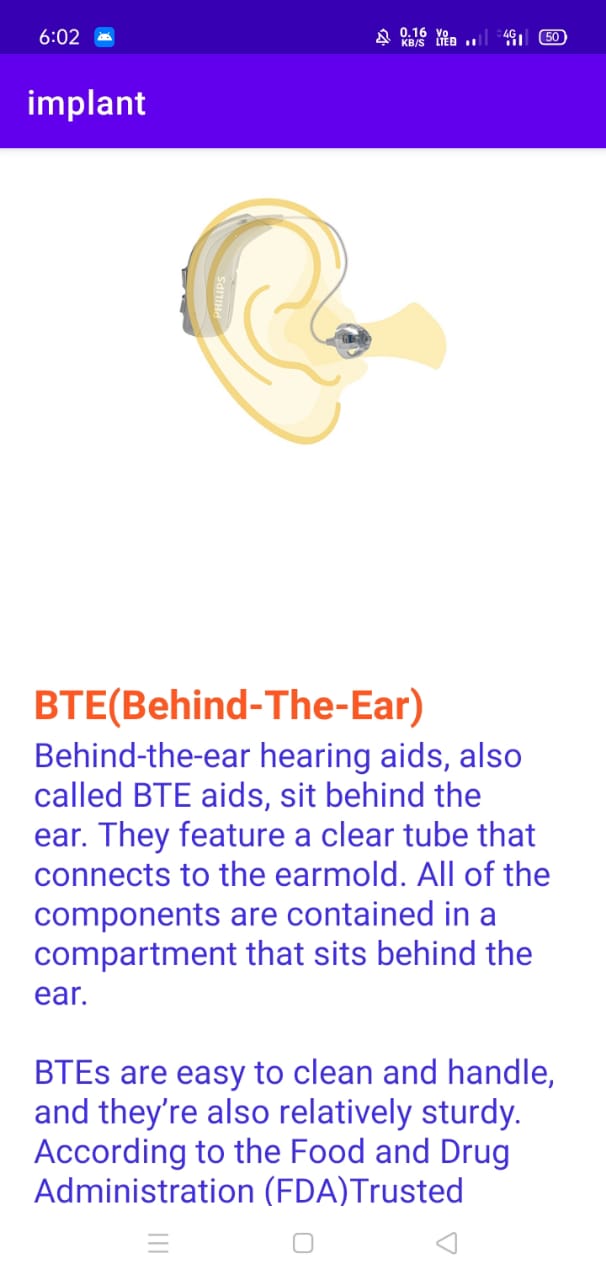 6:02
0.16 KB/S Vo LTE 4G 50
implant
PHILIPS
BTE(Behind-The-Ear)
Behind-the-ear hearing aids, also
called BTE aids, sit behind the
ear. They feature a clear tube that
connects to the earmold. All of the
components are contained in a
compartment that sits behind the
ear.
BTEs are easy to clean and handle,
and they’re also relatively sturdy.
According to the Food and Drug
Administration (FDA)Trusted